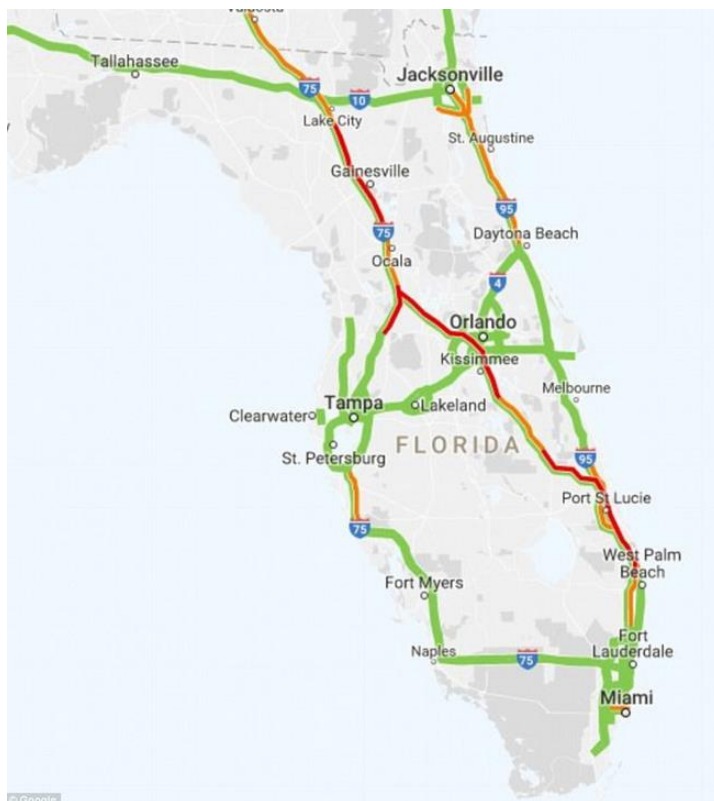 Valdosta
Tallahassee
Jacksonville
75
10
Lake City
St. Augustine
Gainesville
95
75
Daytona Beach
Ocala
4
Orlando
Kissimmee
Melbourne
Clearwater
Tampa
Lakeland
FLORIDA
St. Petersburg
95
Port St Lucie
75
West Palm
Beach
Fort Myers
Fort
Lauderdale
Naples
75
Miami
© Google